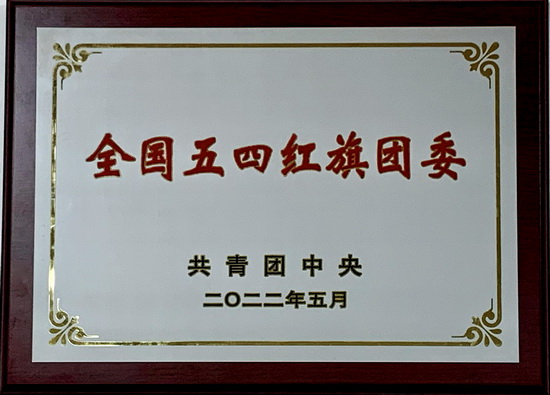 全国五四红旗团委
共青团中央
二〇二二年五月